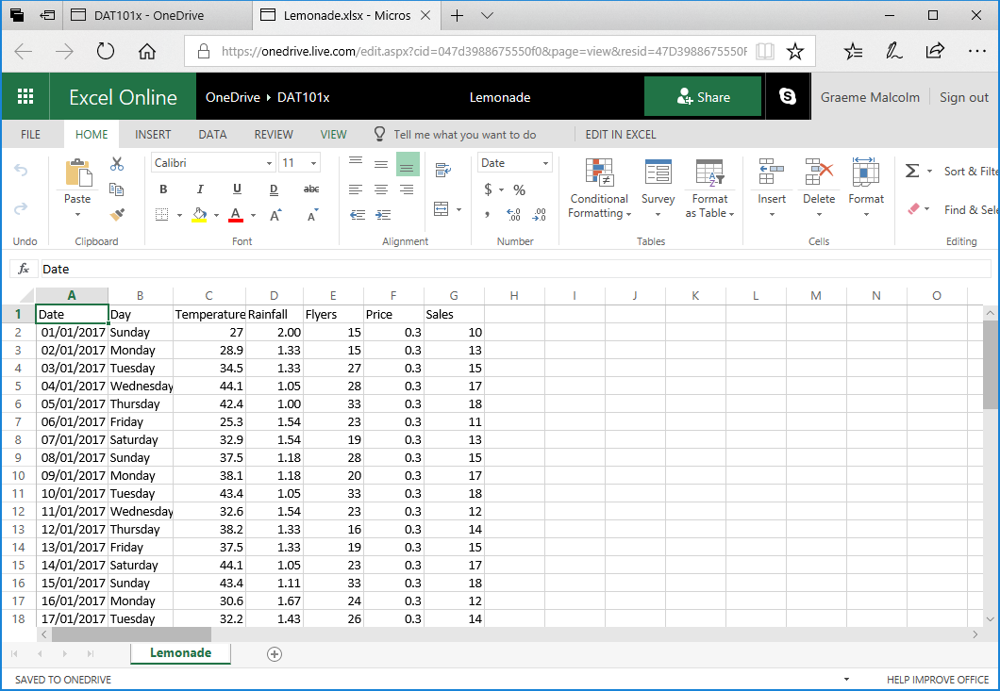 DAT101x - OneDrive
Lemonade.xlsx - Micros
https://onedrive.live.com/edit.aspx?cid=047d3988675550f0&page=view&resid=47D3988675550F
Excel Online
OneDrive DAT101x
Lemonade
Share
Graeme Malcolm
Sign out
FILE HOME INSERT DATA REVIEW VIEW Tell me what you want to do EDIT IN EXCEL
Calibri 11 Date
Paste
B I U D abc
$ %
A A A
, .00 .00
Conditional Formatting
Survey
Format as Table
Insert
Delete
Format
Σ Sort & Filte
Find & Sele
Undo Clipboard Font Alignment Number Tables Cells Editing
fx Date
A B C D E F G H I J K L M N O
1 Date Day Temperature Rainfall Flyers Price Sales
2 01/01/2017 Sunday 27 2.00 15 0.3 10
3 02/01/2017 Monday 28.9 1.33 15 0.3 13
4 03/01/2017 Tuesday 34.5 1.33 27 0.3 15
5 04/01/2017 Wednesday 44.1 1.05 28 0.3 17
6 05/01/2017 Thursday 42.4 1.00 33 0.3 18
7 06/01/2017 Friday 25.3 1.54 23 0.3 11
8 07/01/2017 Saturday 32.9 1.54 19 0.3 13
9 08/01/2017 Sunday 37.5 1.18 28 0.3 15
10 09/01/2017 Monday 38.1 1.18 20 0.3 17
11 10/01/2017 Tuesday 43.4 1.05 33 0.3 18
12 11/01/2017 Wednesday 32.6 1.54 23 0.3 12
13 12/01/2017 Thursday 38.2 1.33 16 0.3 14
14 13/01/2017 Friday 37.5 1.33 19 0.3 15
15 14/01/2017 Saturday 44.1 1.05 23 0.3 17
16 15/01/2017 Sunday 43.4 1.11 33 0.3 18
17 16/01/2017 Monday 30.6 1.67 24 0.3 12
18 17/01/2017 Tuesday 32.2 1.43 26 0.3 14
Lemonade
SAVED TO ONEDRIVE
HELP IMPROVE OFFICE